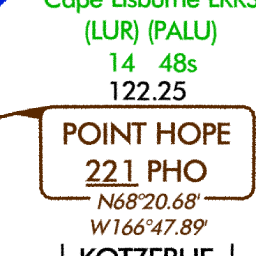 Cape Lisburne LRRS
(LUR) (PALU)
14 48s
122.25
POINT HOPE
221 PHO
N68°20.68'
W166°47.89'
KOTZEBUE